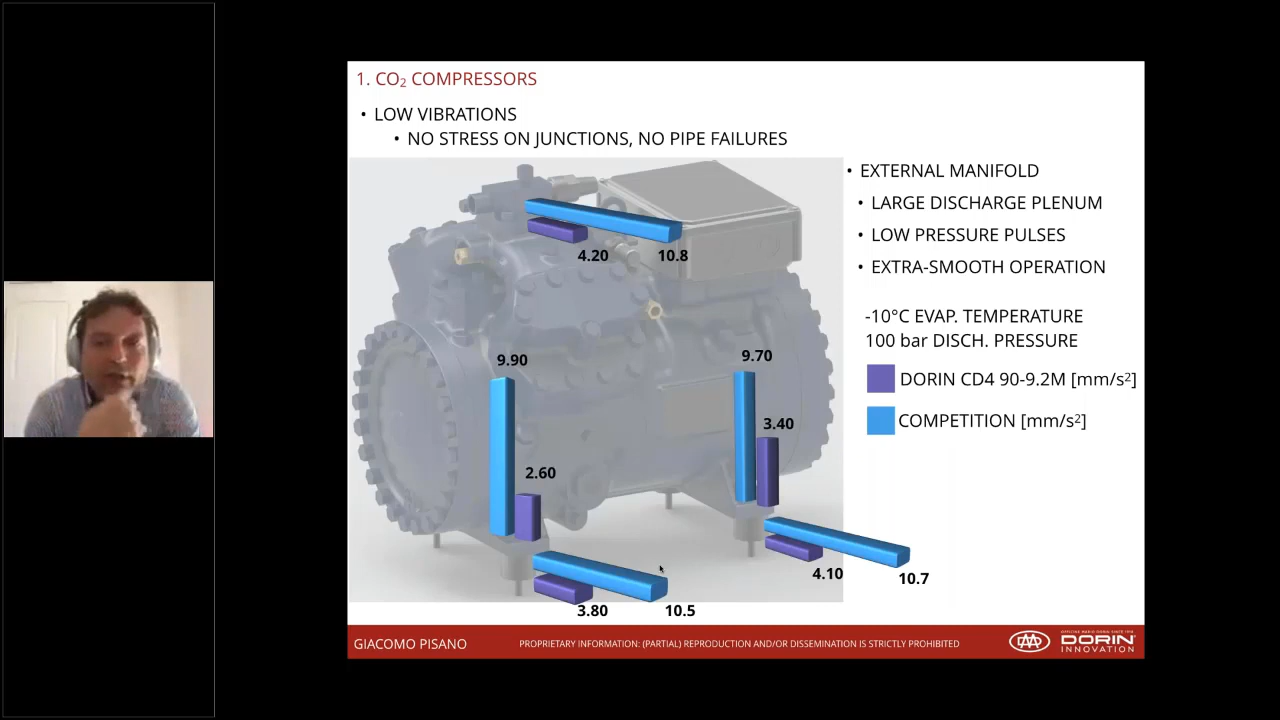 1. CO₂ COMPRESSORS
• LOW VIBRATIONS
• NO STRESS ON JUNCTIONS, NO PIPE FAILURES
• EXTERNAL MANIFOLD
• LARGE DISCHARGE PLENUM
• LOW PRESSURE PULSES
• EXTRA-SMOOTH OPERATION
-10°C EVAP. TEMPERATURE
100 bar DISCH. PRESSURE
DORIN CD4 90-9.2M [mm/s²]
COMPETITION [mm/s²]
4.20
10.8
9.90
2.60
9.70
3.40
3.80
10.5
4.10
10.7
GIACOMO PISANO
PROPRIETARY INFORMATION: (PARTIAL) REPRODUCTION AND/OR DISSEMINATION IS STRICTLY PROHIBITED
DORIN
INNOVATION